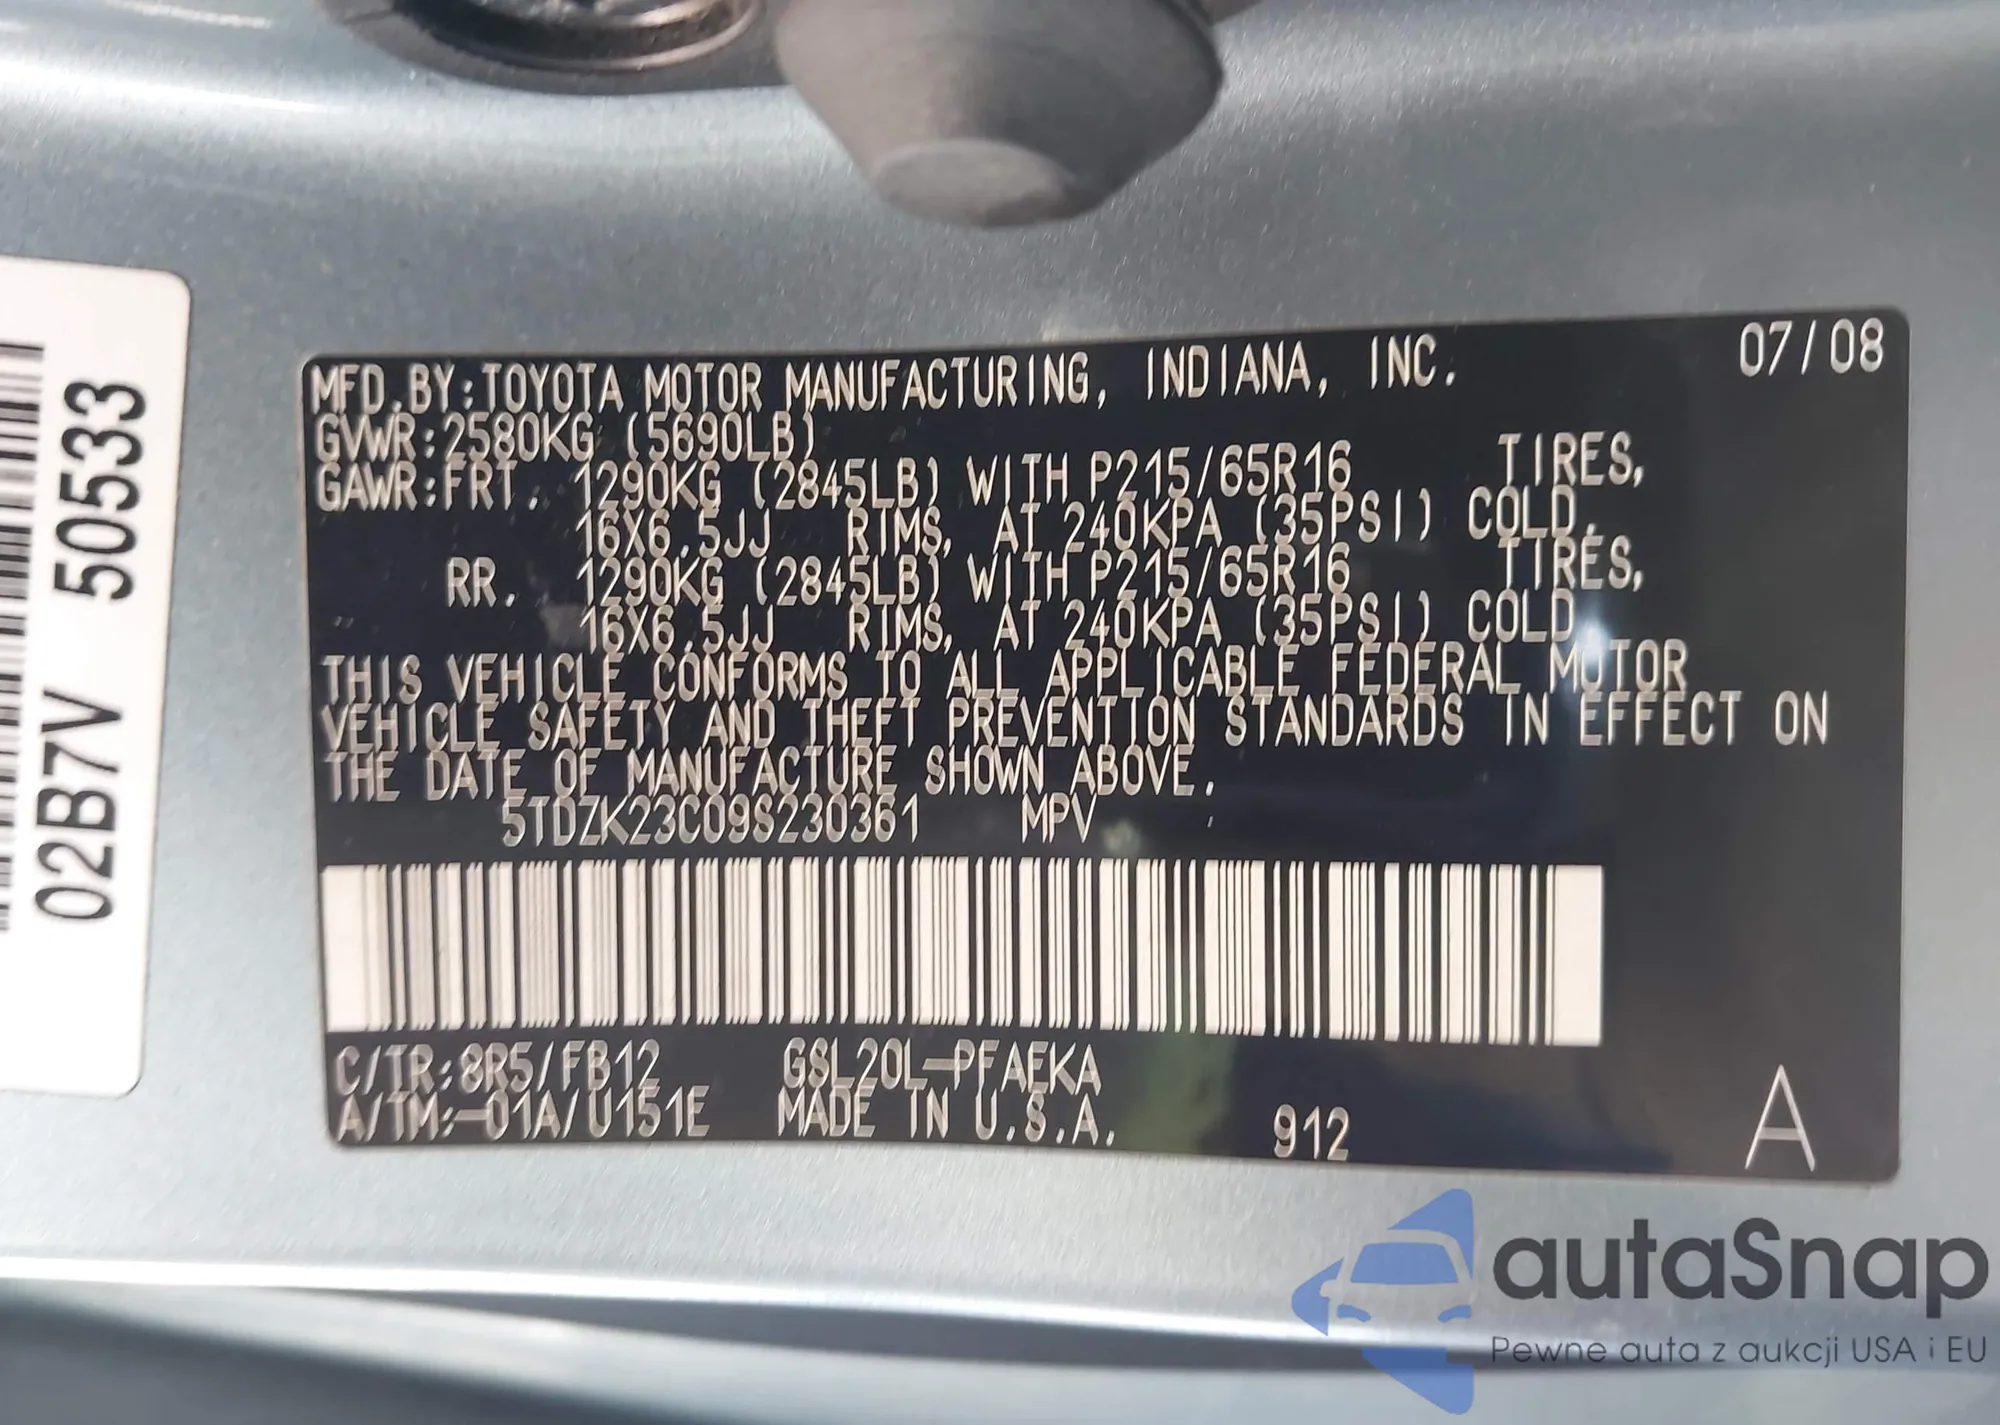 02B7V 50533
MFD.BY:TOYOTA MOTOR MANUFACTURING, INDIANA, INC. 07/08
GVWR:2580KG (5690LB)
GAWR:FRT. 1290KG (2845LB) WITH P215/65R16 TIRES,
16X6.5JJ RIMS, AT 240KPA (35PSI) COLD.
RR. 1290KG (2845LB) WITH P215/65R16 TIRES,
16X6.5JJ RIMS, AT 240KPA (35PSI) COLD.
THIS VEHICLE CONFORMS TO ALL APPLICABLE FEDERAL MOTOR
VEHICLE SAFETY AND THEFT PREVENTION STANDARDS IN EFFECT ON
THE DATE OF MANUFACTURE SHOWN ABOVE.
5TDZK23C09S230361 MPV
C/TR:8R5/FB12 GSL20L-PFAEKA
A/TM:-01A/U151E MADE IN U.S.A. 912 A
autaSnap
Pewne auta z aukcji USA i EU